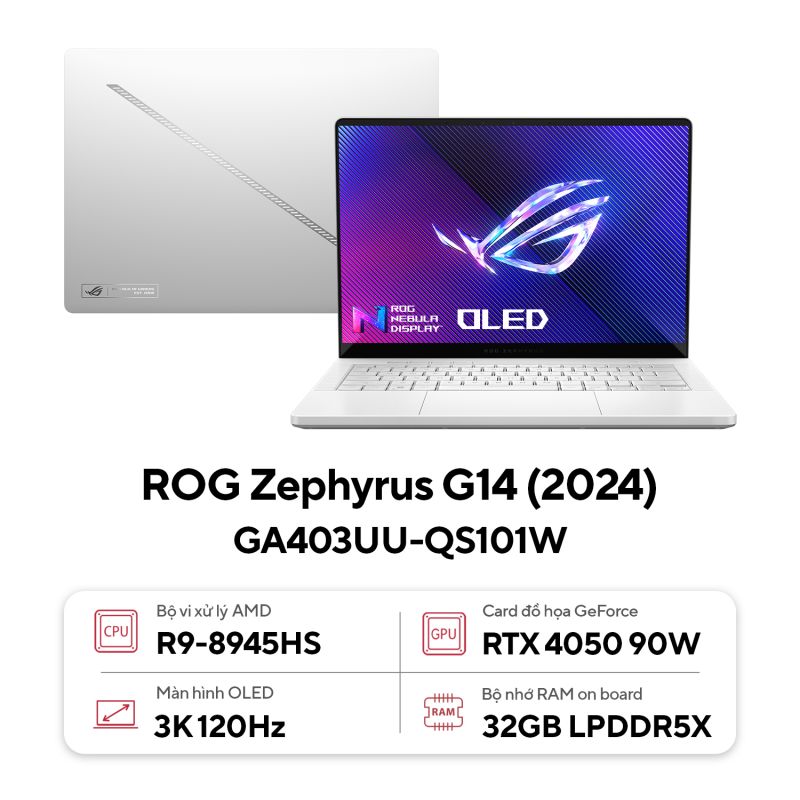 ROG
NEBULA
DISPLAY
OLED
ROG Zephyrus G14 (2024)
GA403UU-QS101W
CPU
Bộ vi xử lý AMD
R9-8945HS
GPU
Card đồ họa GeForce
RTX 4050 90W
Màn hình OLED
3K 120Hz
RAM
Bộ nhớ RAM on board
32GB LPDDR5X